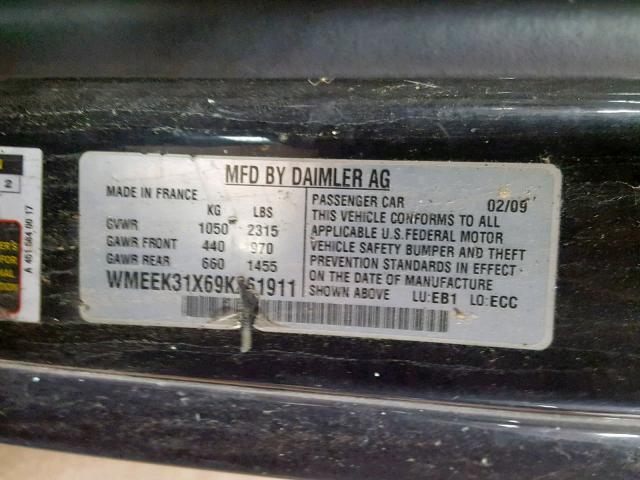 MFD BY DAIMLER AG
MADE IN FRANCE
KG LBS
GVWR 1050 2315
GAWR FRONT 440 970
GAWR REAR 660 1455
PASSENGER CAR 02/09
THIS VEHICLE CONFORMS TO ALL
APPLICABLE U.S. FEDERAL MOTOR
VEHICLE SAFETY BUMPER AND THEFT
PREVENTION STANDARDS IN EFFECT
ON THE DATE OF MANUFACTURE
SHOWN ABOVE LU:EB1 LO:ECC
2
FOR